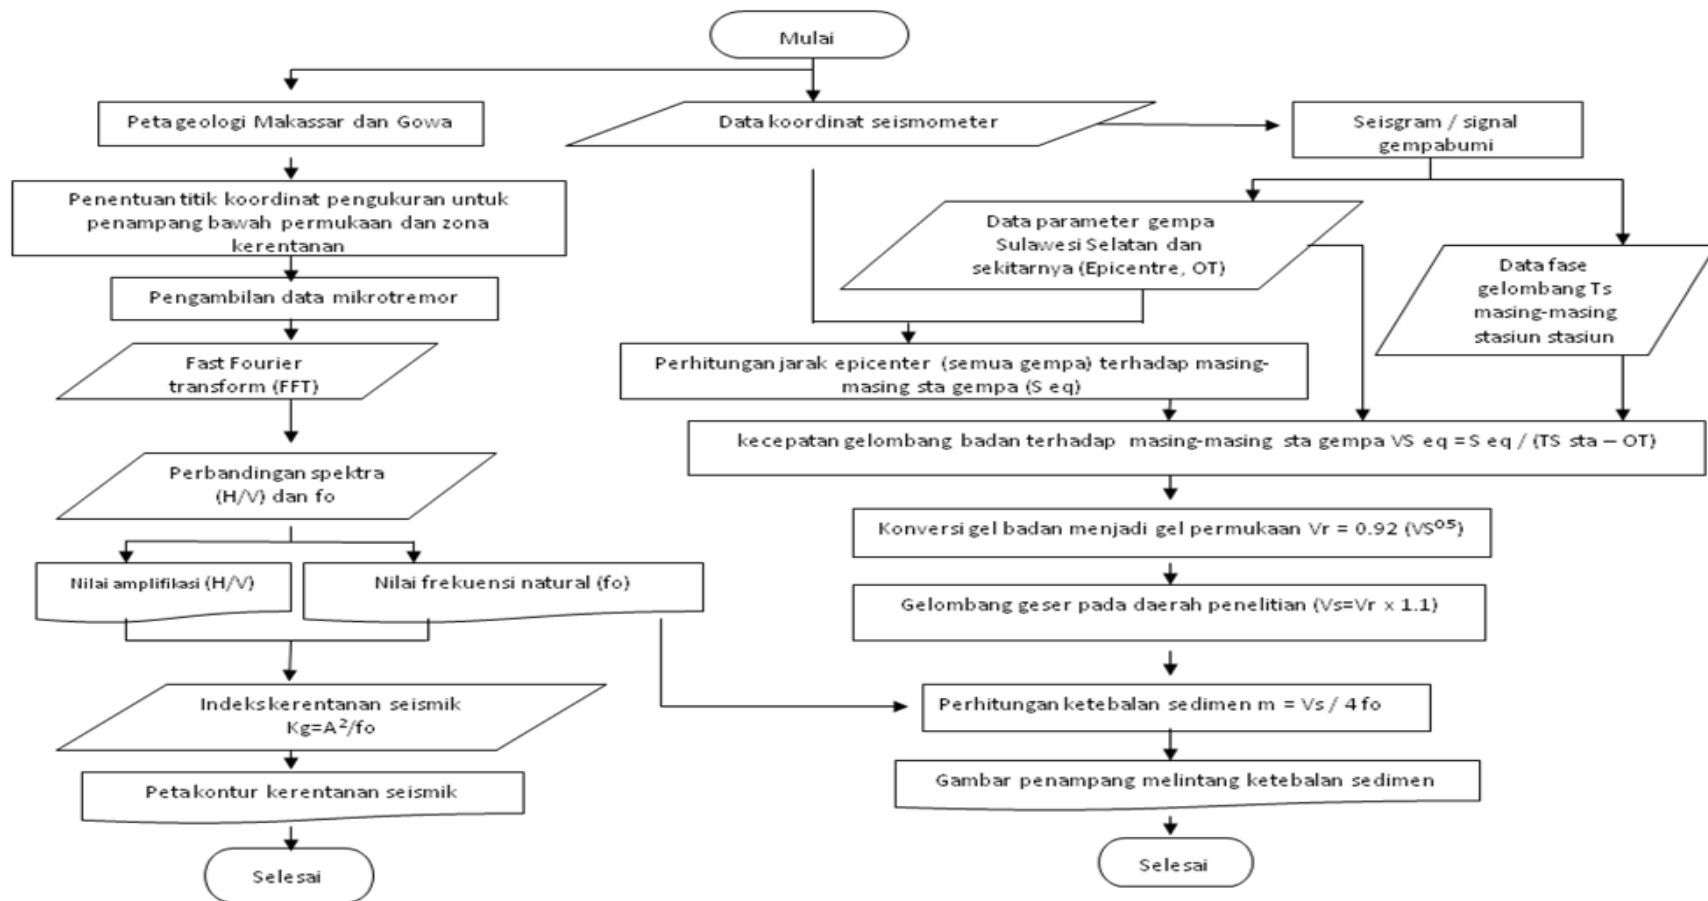 Mulai
Peta geologi Makassar dan Gowa
Data koordinat seismometer
Seisgram / signal
gempabumi
Penentuan titik koordinat pengukuran untuk
penampang bawah permukaan dan zona
kerentanan
Data parameter gempa
Sulawesi Selatan dan
sekitarnya (Epicentre, OT)
Data fase
gelombang Ts
masing-masing
stasiun stasiun
Pengambilan data mikrotremor
Fast Fourier
transform (FFT)
Perhitungan jarak epicenter (semua gempa) terhadap masing-
masing sta gempa (S eq)
kecepatan gelombang badan terhadap masing-masing sta gempa VS eq = S eq / (TS sta – OT)
Perbandingan spektra
(H/V) dan fo
Konversi gel badan menjadi gel permukaan Vr = 0.92 (VS⁰⁵)
Nilai amplifikasi (H/V)
Nilai frekuensi natural (fo)
Gelombang geser pada daerah penelitian (Vs=Vr x 1.1)
Indeks kerentanan seismik
Kg=A²/fo
Perhitungan ketebalan sedimen m = Vs / 4 fo
Peta kontur kerentanan seismik
Gambar penampang melintang ketebalan sedimen
Selesai
Selesai